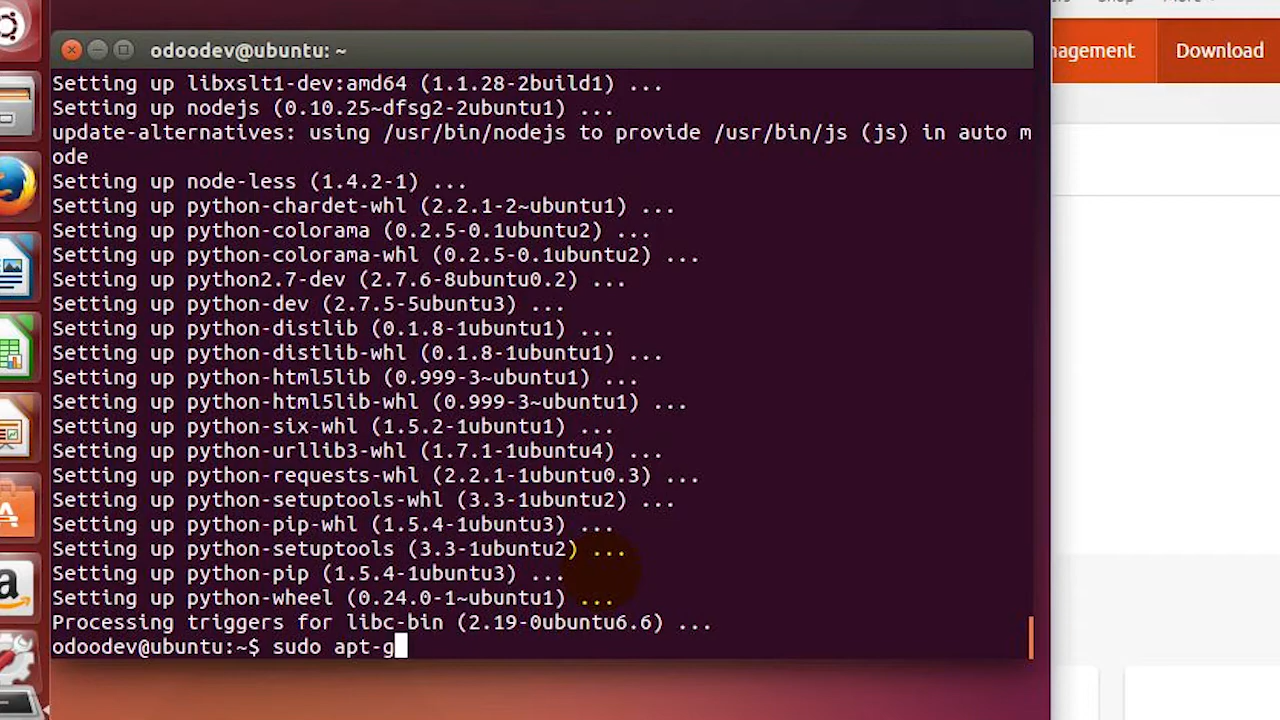 odoodev@ubuntu: ~
Setting up libxslt1-dev:amd64 (1.1.28-2build1) ...
Setting up nodejs (0.10.25~dfsg2-2ubuntu1) ...
update-alternatives: using /usr/bin/nodejs to provide /usr/bin/js (js) in auto m
ode
Setting up node-less (1.4.2-1) ...
Setting up python-chardet-whl (2.2.1-2~ubuntu1) ...
Setting up python-colorama (0.2.5-0.1ubuntu2) ...
Setting up python-colorama-whl (0.2.5-0.1ubuntu2) ...
Setting up python2.7-dev (2.7.6-8ubuntu0.2) ...
Setting up python-dev (2.7.5-5ubuntu3) ...
Setting up python-distlib (0.1.8-1ubuntu1) ...
Setting up python-distlib-whl (0.1.8-1ubuntu1) ...
Setting up python-html5lib (0.999-3~ubuntu1) ...
Setting up python-html5lib-whl (0.999-3~ubuntu1) ...
Setting up python-six-whl (1.5.2-1ubuntu1) ...
Setting up python-urllib3-whl (1.7.1-1ubuntu4) ...
Setting up python-requests-whl (2.2.1-1ubuntu0.3) ...
Setting up python-setuptools-whl (3.3-1ubuntu2) ...
Setting up python-pip-whl (1.5.4-1ubuntu3) ...
Setting up python-setuptools (3.3-1ubuntu2) ...
Setting up python-pip (1.5.4-1ubuntu3) ...
Setting up python-wheel (0.24.0-1~ubuntu1) ...
Processing triggers for libc-bin (2.19-0ubuntu6.6) ...
odoodev@ubuntu:~$ sudo apt-g
nagement Download